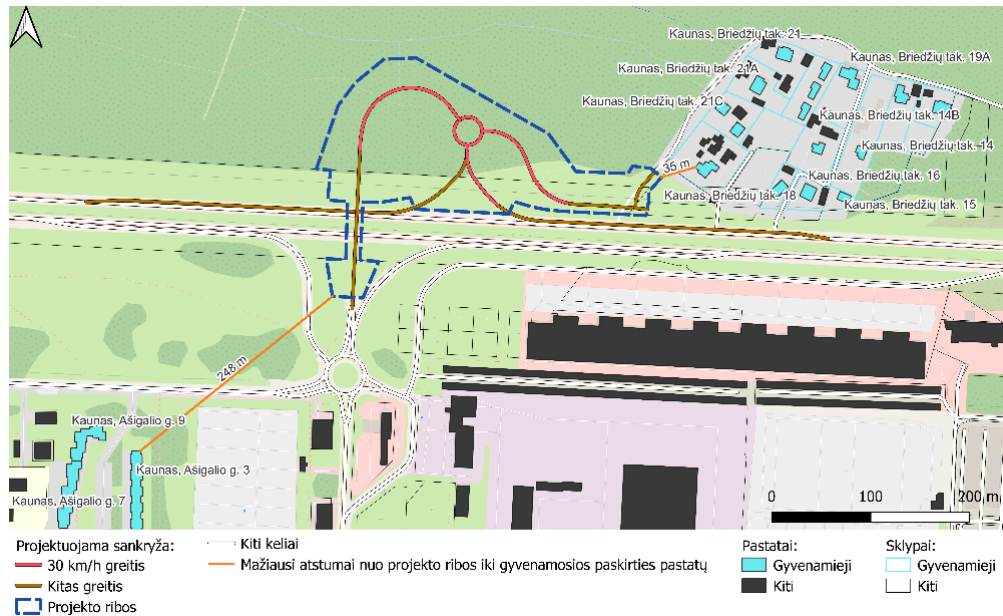 Kaunas, Briedžių tak. 21
Kaunas, Briedžių tak. 19A
Kaunas, Briedžių tak. 21A
Kaunas, Briedžių tak. 21C
Kaunas, Briedžių tak. 14B
Kaunas, Briedžių tak. 14
35 m
Kaunas, Briedžių tak. 16
Kaunas, Briedžių tak. 18
Kaunas, Briedžių tak. 15
248 m
Kaunas, Ašigalio g. 9
Kaunas, Ašigalio g. 3
Kaunas, Ašigalio g. 7
0 100 200 m
Projektuojama sankryža:
30 km/h greitis
Kitas greitis
Projekto ribos
Kiti keliai
Mažiausi atstumai nuo projekto ribos iki gyvenamosios paskirties pastatų
Pastatai:
Gyvenamieji
Kiti
Sklypai:
Gyvenamieji
Kiti